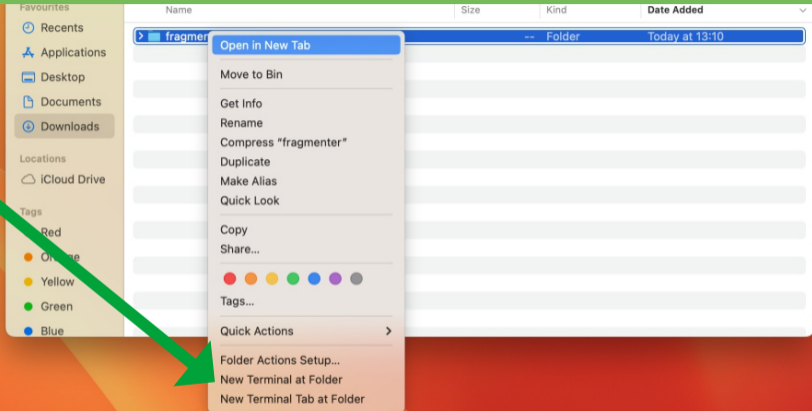 Favourites
Recents
Applications
Desktop
Documents
Downloads
Locations
iCloud Drive
Tags
Red
Yellow
Green
Blue
Name Size Kind Date Added
-- Folder Today at 13:10
Open in New Tab
Move to Bin
Get Info
Rename
Compress "fragmenter"
Duplicate
Make Alias
Quick Look
Copy
Share...
Tags...
Quick Actions
Folder Actions Setup...
New Terminal at Folder
New Terminal Tab at Folder